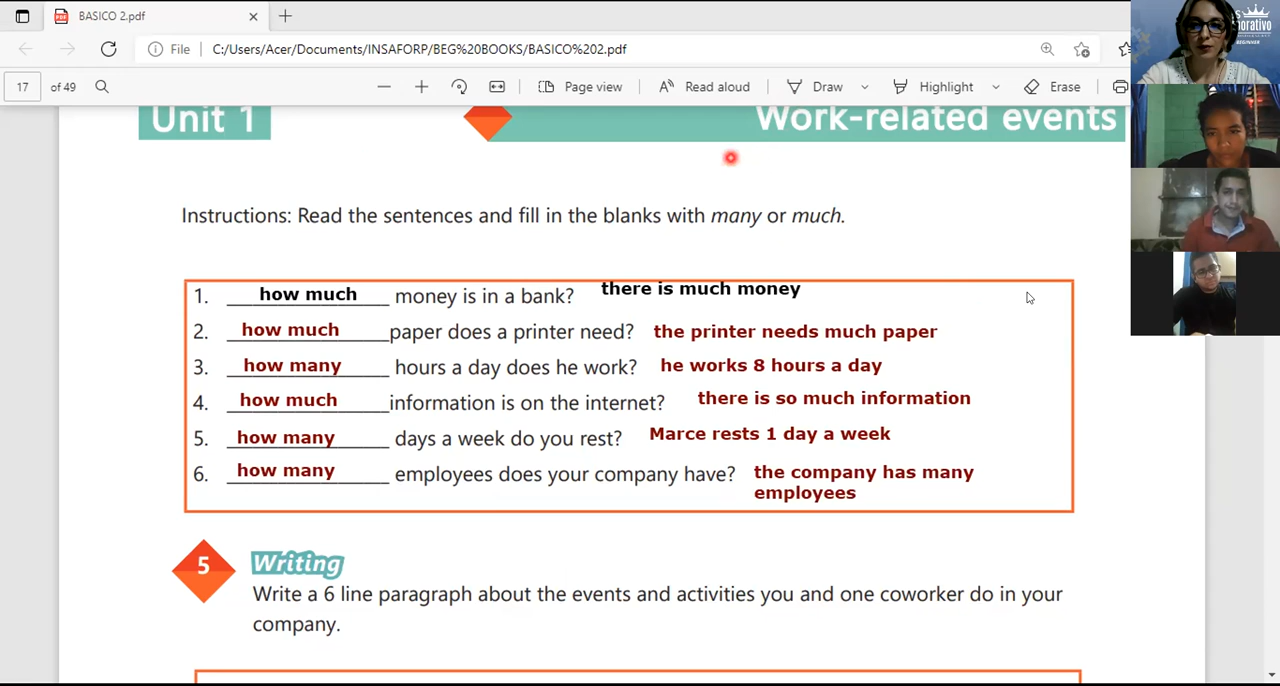 BASICO 2.pdf
File C:/Users/Acer/Documents/INSAFORP/BEG%20BOOKS/BASICO%202.pdf
17 of 49 Page view Read aloud Draw Highlight Erase
Unit 1 Work-related events
Instructions: Read the sentences and fill in the blanks with many or much.
1. how much money is in a bank? there is much money
2. how much paper does a printer need? the printer needs much paper
3. how many hours a day does he work? he works 8 hours a day
4. how much information is on the internet? there is so much information
5. how many days a week do you rest? Marce rests 1 day a week
6. how many employees does your company have? the company has many
employees
5 Writing
Write a 6 line paragraph about the events and activities you and one coworker do in your
company.